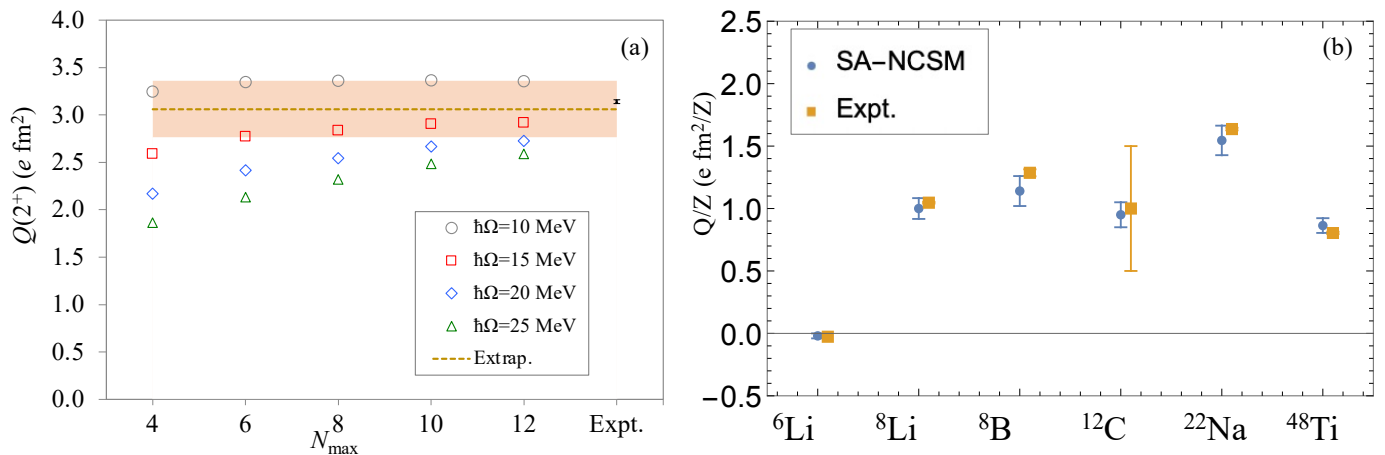 (a)
4.0
3.5
3.0
2.5
2.0
1.5
1.0
0.5
0.0
Q(2⁺) (e fm²)
ħΩ=10 MeV
ħΩ=15 MeV
ħΩ=20 MeV
ħΩ=25 MeV
Extrap.
4 6 8 10 12 Expt.
N_max
(b)
2.5
2.0
1.5
1.0
0.5
0.0
−0.5
Q/Z (e fm²/Z)
SA−NCSM
Expt.
⁶Li ⁸Li ⁸B ¹²C ²²Na ⁴⁸Ti